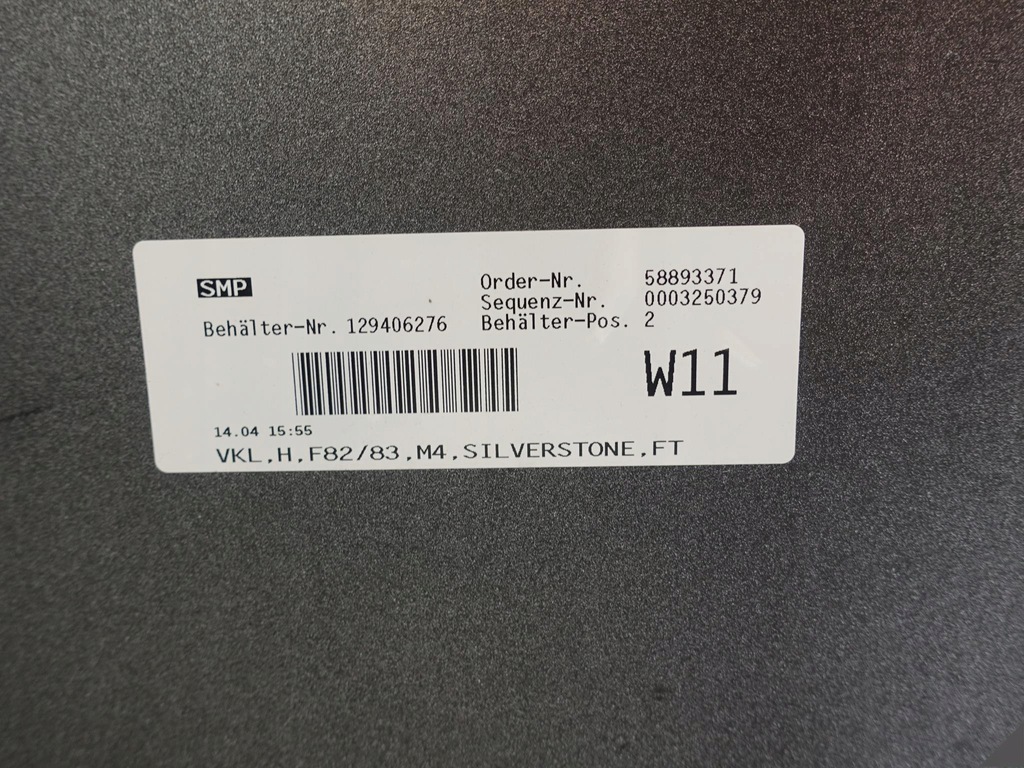 SMP
Order-Nr. 58893371
Sequenz-Nr. 0003250379
Behälter-Nr. 129406276 Behälter-Pos. 2
W11
14.04 15:55
VKL,H,F82/83,M4,SILVERSTONE,FT